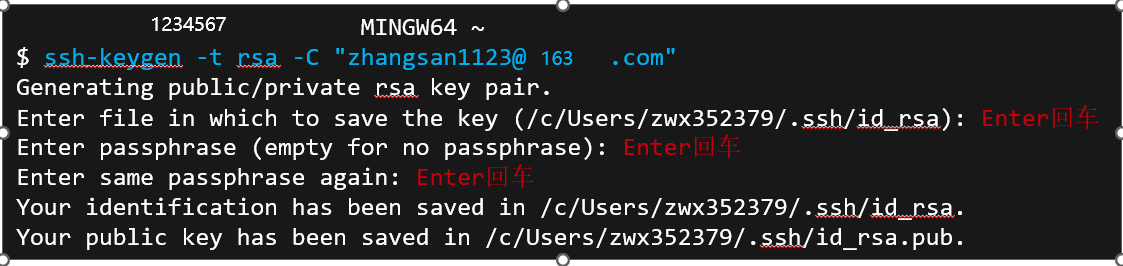 1234567 MINGW64 ~
$ ssh-keygen -t rsa -C "zhangsan1123@ 163 .com"
Generating public/private rsa key pair.
Enter file in which to save the key (/c/Users/zwx352379/.ssh/id_rsa): Enter回车
Enter passphrase (empty for no passphrase): Enter回车
Enter same passphrase again: Enter回车
Your identification has been saved in /c/Users/zwx352379/.ssh/id_rsa.
Your public key has been saved in /c/Users/zwx352379/.ssh/id_rsa.pub.